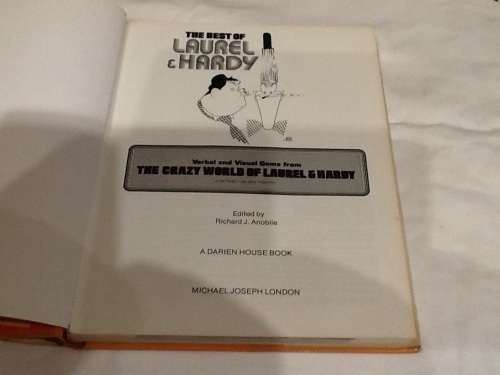 THE BEST OF
LAUREL
& HARDY
Verbal and Visual Gems from
THE CRAZY WORLD OF LAUREL & HARDY
Edited by
Richard J. Anobile
A DARIEN HOUSE BOOK
MICHAEL JOSEPH LONDON